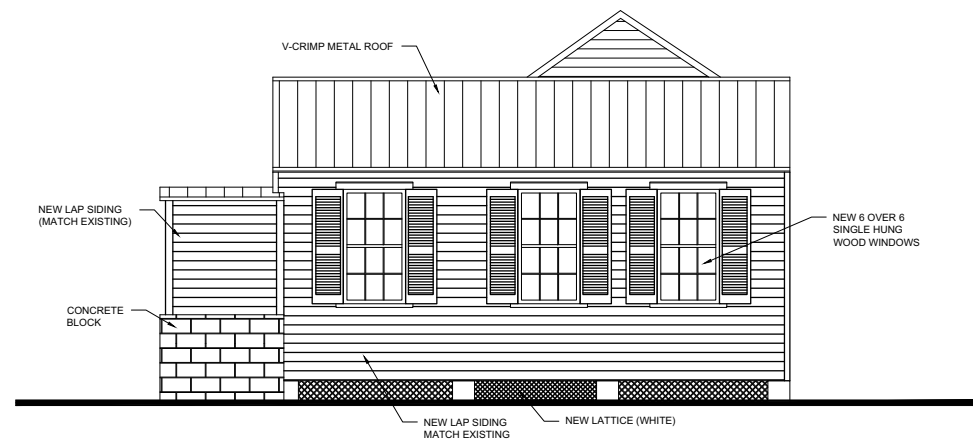 V-CRIMP METAL ROOF
NEW LAP SIDING
(MATCH EXISTING)
NEW 6 OVER 6
SINGLE HUNG
WOOD WINDOWS
CONCRETE
BLOCK
NEW LAP SIDING
MATCH EXISTING
NEW LATTICE (WHITE)